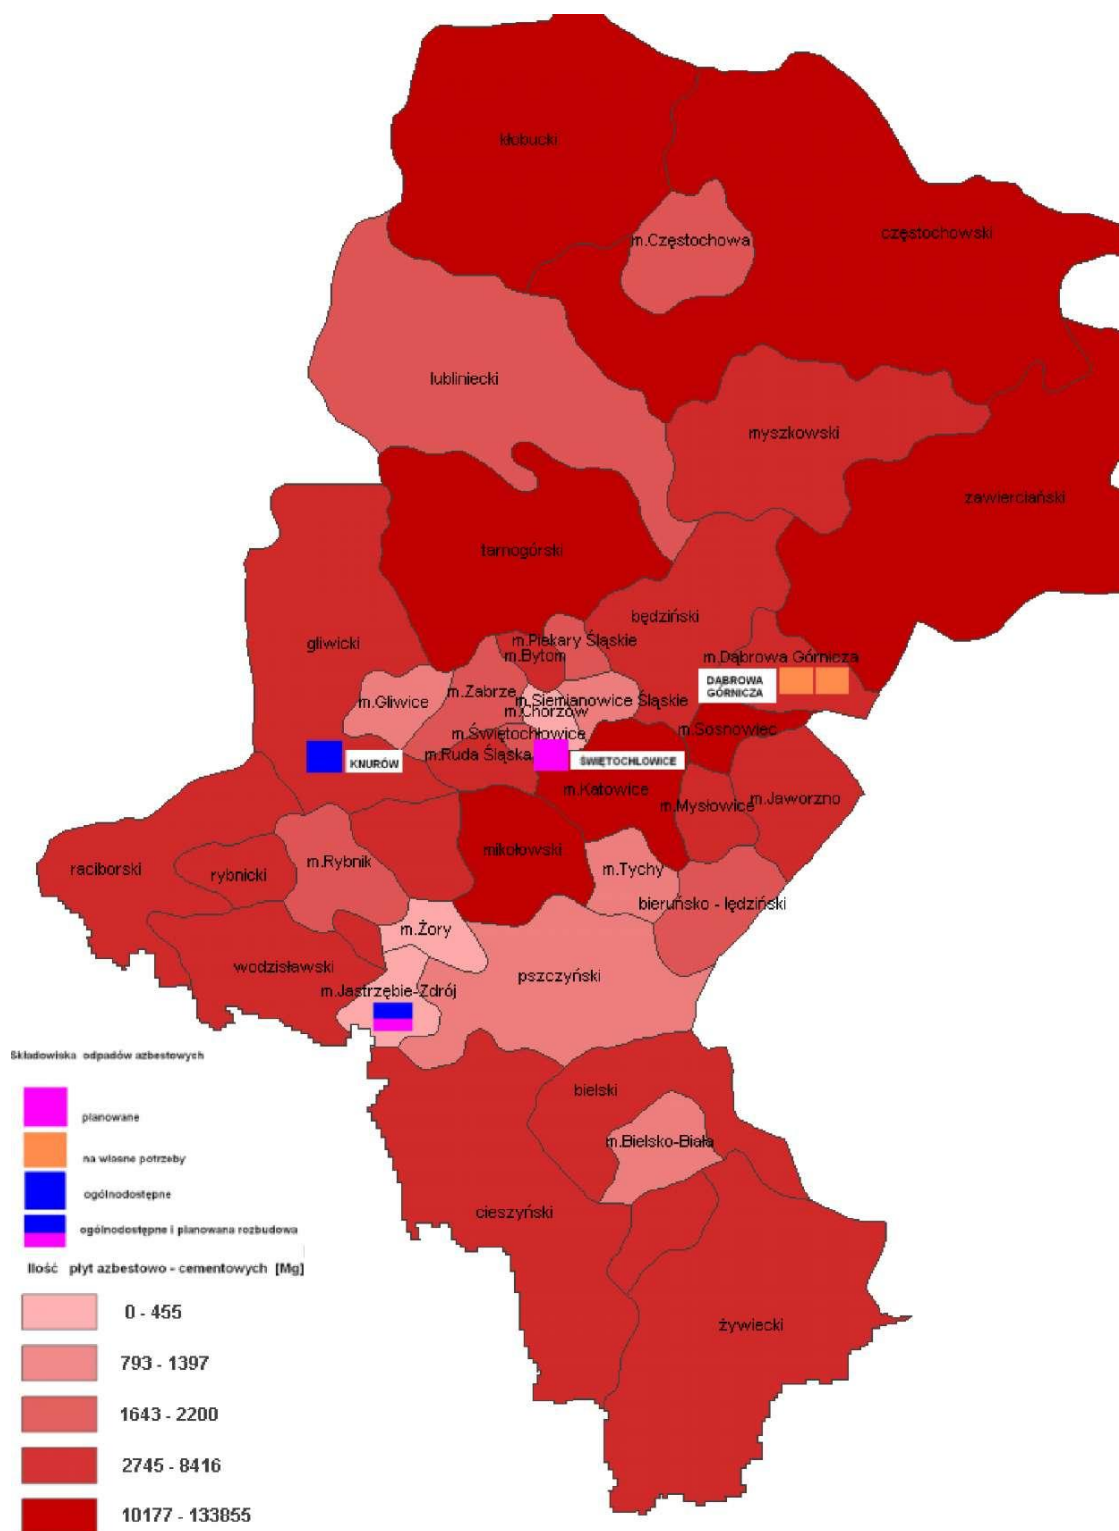 kłobucki
częstochowski
m.Częstochowa
lubliniecki
myszkowski
zawierciański
tarnogórski
będziński
gliwicki
m.Piekary Śląskie
m.Bytom
m.Dąbrowa Górnicza
DĄBROWA
GÓRNICZA
m.Zabrze
m.Gliwice
m.Siemianowice Śląskie
m.Chorzów
m.Świętochłowice
m.Sosnowiec
m.Ruda Śląska
KNURÓW
ŚWIĘTOCHLOWICE
m.Katowice
m.Mysłowice
m.Jaworzno
mikołowski
m.Rybnik
raciborski
rybnicki
m.Tychy
bieruńsko - lędziński
m.Żory
wodzisławski
pszczyński
m.Jastrzębie-Zdrój
bielski
m.Bielsko-Biała
cieszyński
żywiecki
Składowiska odpadów azbestowych
planowane
na własne potrzeby
ogólnodostępne
ogólnodostępne i planowana rozbudowa
Ilość płyt azbestowo - cementowych [Mg]
0 - 455
793 - 1397
1643 - 2200
2745 - 8416
10177 - 133855